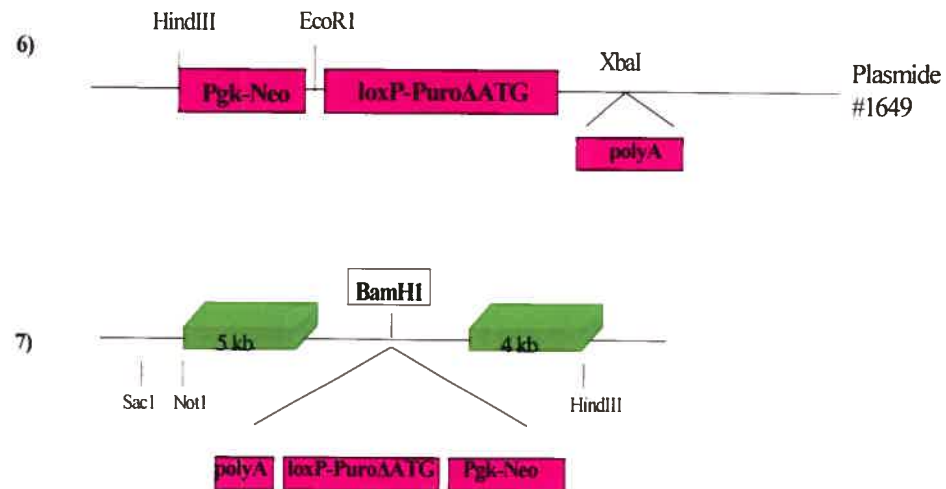 6)
HindIII
EcoR1
XbaI
Pgk-Neo
loxP-PuroΔATG
Plasmide
#1649
polyA
7)
BamH1
5 kb
4 kb
Sac1
Not1
HindIII
polyA
loxP-PuroΔATG
Pgk-Neo